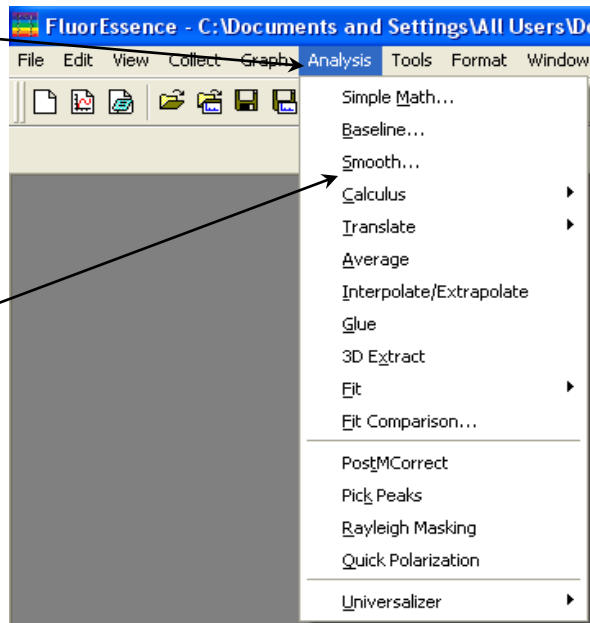 FluorEssence - C:\Documents and Settings\All Users\D
File Edit View Collect Graph Analysis Tools Format Window
Simple Math...
Baseline...
Smooth...
Calculus
Translate
Average
Interpolate/Extrapolate
Glue
3D Extract
Fit
Fit Comparison...
PostMCorrect
Pick Peaks
Rayleigh Masking
Quick Polarization
Universalizer